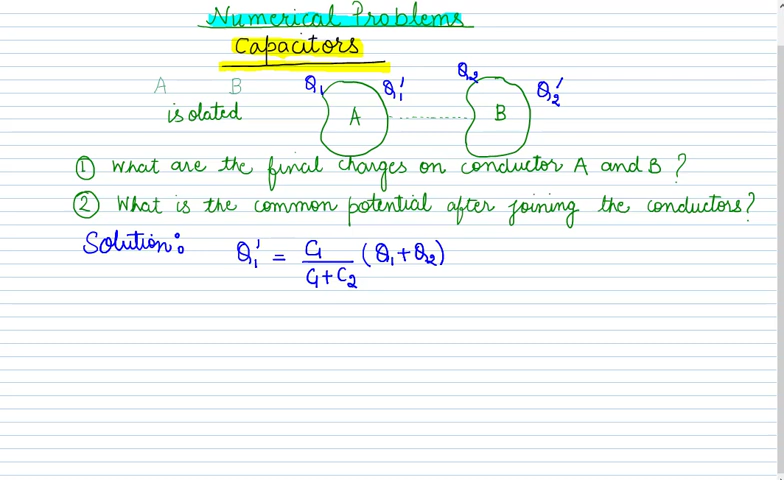 Numerical Problems
Capacitors
A B
isolated
Q₁ A Q₁′ Q₂ B Q₂′
① What are the final charges on conductor A and B ?
② What is the common potential after joining the conductors?
Solution: Q₁′ = C₁/(C₁+C₂) (Q₁+Q₂)